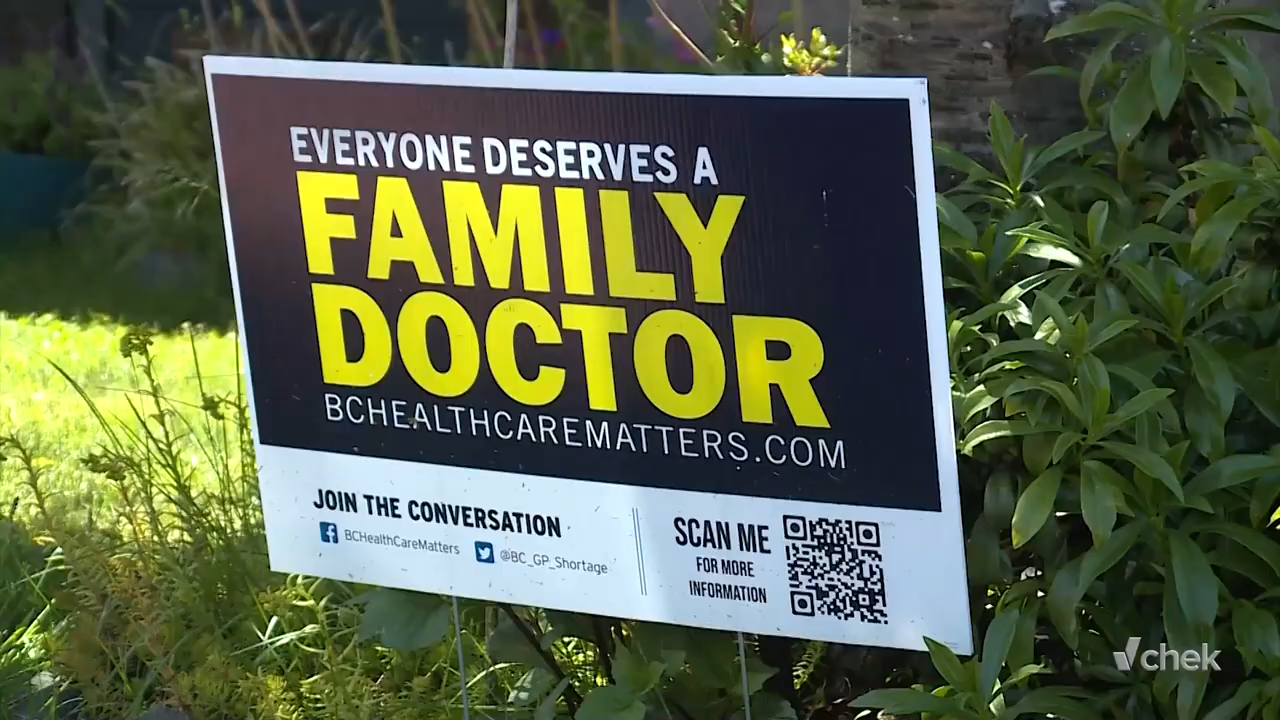 EVERYONE DESERVES A
FAMILY
DOCTOR
BCHEALTHCAREMATTERS.COM
JOIN THE CONVERSATION
BCHealthCareMatters @BC_GP_Shortage
SCAN ME
FOR MORE
INFORMATION
chek